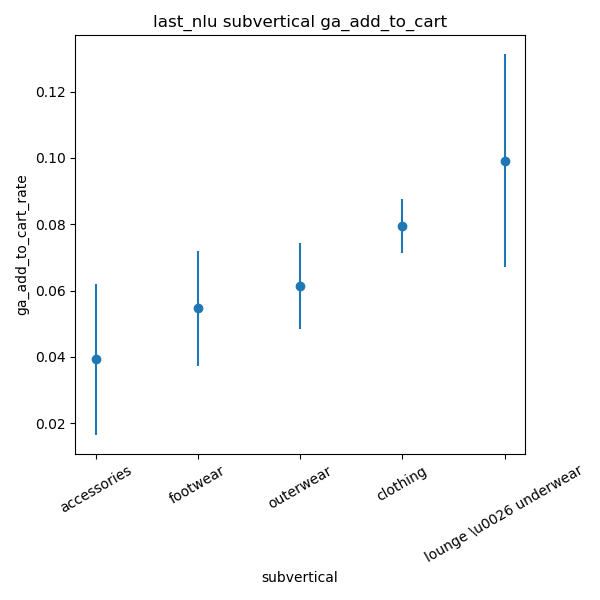 last_nlu subvertical ga_add_to_cart
ga_add_to_cart_rate
0.12
0.10
0.08
0.06
0.04
0.02
accessories
footwear
outerwear
clothing
lounge \u0026 underwear
subvertical